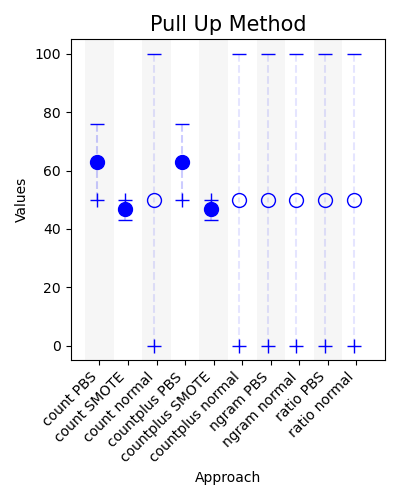 Pull Up Method
100
80
60
40
20
0
Values
count PBS
count SMOTE
count normal
countplus PBS
countplus SMOTE
countplus normal
ngram PBS
ngram normal
ratio PBS
ratio normal
Approach